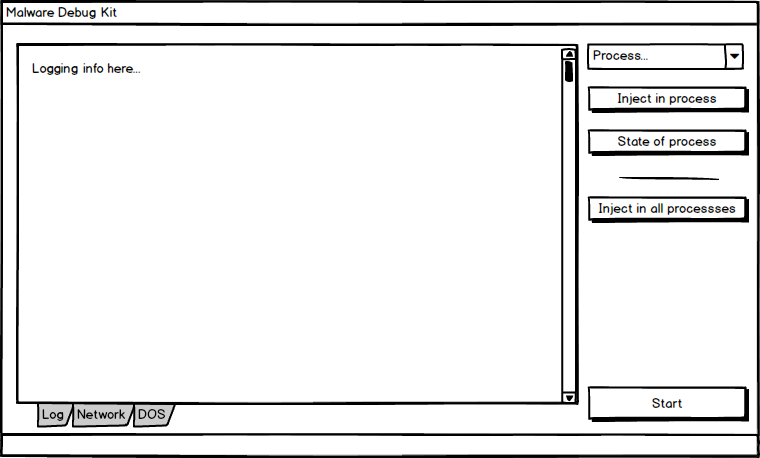 Malware Debug Kit
Logging info here...
Process...
Inject in process
State of process
Inject in all processses
Log
Network
DOS
Start